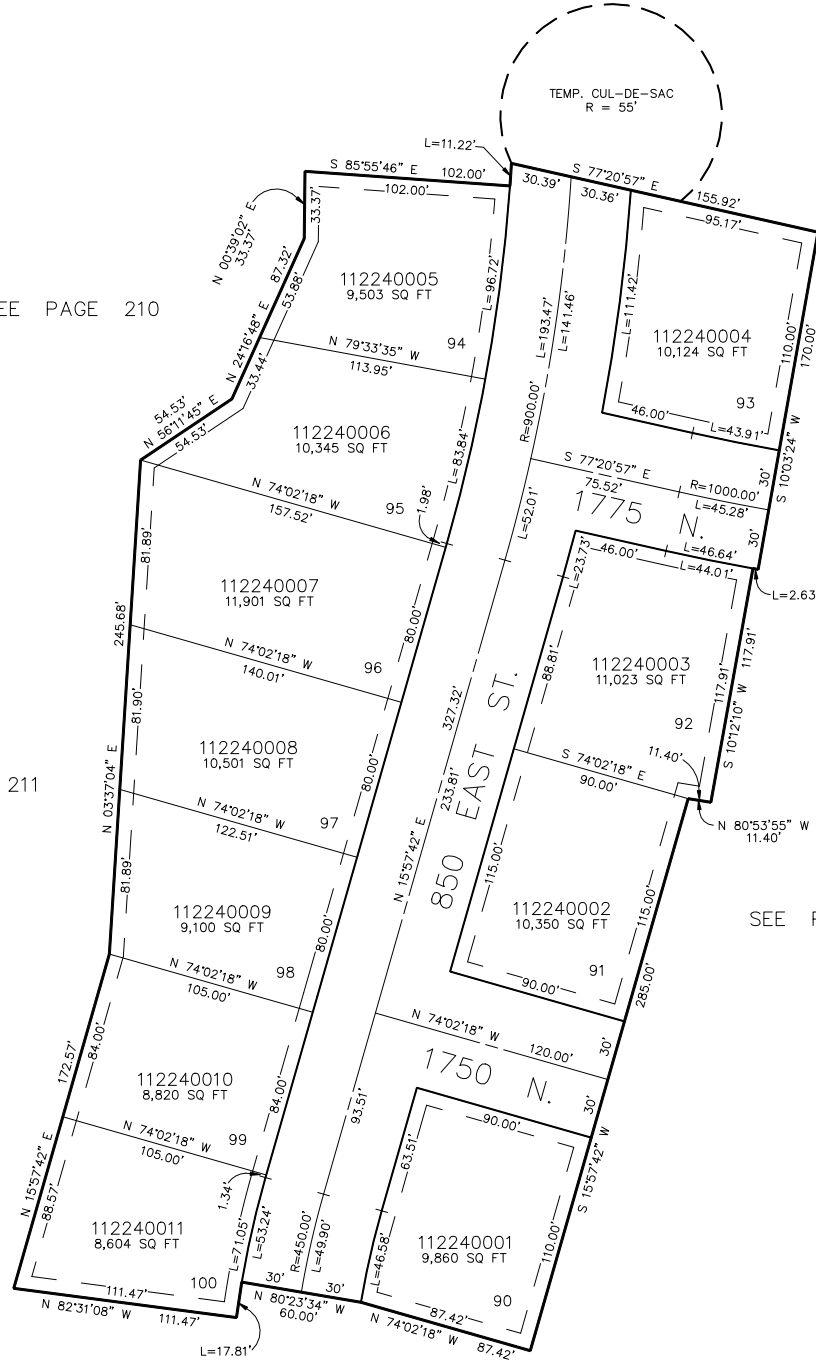 TEMP. CUL-DE-SAC
R = 55'
L=11.22'
S 85°55'46" E 102.00'
102.00'
30.39'
S 77°20'57" E
30.36'
155.92'
95.17'
N 00°39'02" E
33.37'
33.37'
87.32'
53.88'
N 24°16'48" E
33.44'
112240005
9,503 SQ FT
94
L=96.72'
L=193.47'
L=141.46'
R=900.00'
L=111.42'
112240004
10,124 SQ FT
93
110.00'
170.00'
S 10°03'24" W
46.00'
L=43.91'
SEE PAGE 210
N 79°33'35" W
113.95'
54.53'
N 56°11'45" E
54.53'
112240006
10,345 SQ FT
95
L=83.84'
1.98'
N 74°02'18" W
157.52'
S 77°20'57" E
75.52'
R=1000.00'
L=45.28'
30'
30'
1775 N.
L=52.01'
L=23.73'
46.00'
L=46.64'
L=44.01'
L=2.63
81.89'
245.68'
112240007
11,901 SQ FT
96
80.00'
N 74°02'18" W
140.01'
112240003
11,023 SQ FT
92
88.81'
117.91'
117.91'
S 10°12'10" W
11.40'
S 74°02'18" E
90.00'
N 80°53'55" W
11.40'
327.32'
233.81'
N 15°57'42" E
850 EAST ST.
81.90'
112240008
10,501 SQ FT
97
80.00'
211
N 03°37'04" E
N 74°02'18" W
122.51'
81.89'
112240009
9,100 SQ FT
98
80.00'
115.00'
112240002
10,350 SQ FT
91
115.00'
285.00'
90.00'
N 74°02'18" W
105.00'
N 74°02'18" W
120.00'
30'
30'
1750 N.
172.57'
84.00'
112240010
8,820 SQ FT
99
84.00'
93.51'
N 74°02'18" W
105.00'
1.34'
N 15°57'42" E
88.57'
112240011
8,604 SQ FT
100
L=71.05'
L=53.24'
R=450.00'
L=49.90'
63.51'
90.00'
112240001
9,860 SQ FT
90
L=46.58'
110.00'
S 15°57'42" W
111.47'
N 82°31'08" W 111.47'
L=17.81'
30'
30'
N 80°23'34" W
60.00'
87.42'
N 74°02'18" W 87.42'